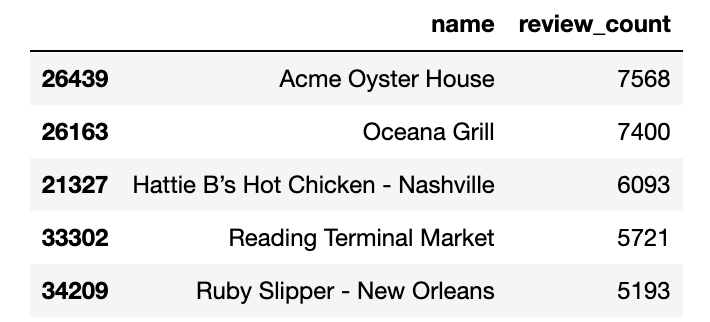 name review_count
26439 Acme Oyster House 7568
26163 Oceana Grill 7400
21327 Hattie B’s Hot Chicken - Nashville 6093
33302 Reading Terminal Market 5721
34209 Ruby Slipper - New Orleans 5193